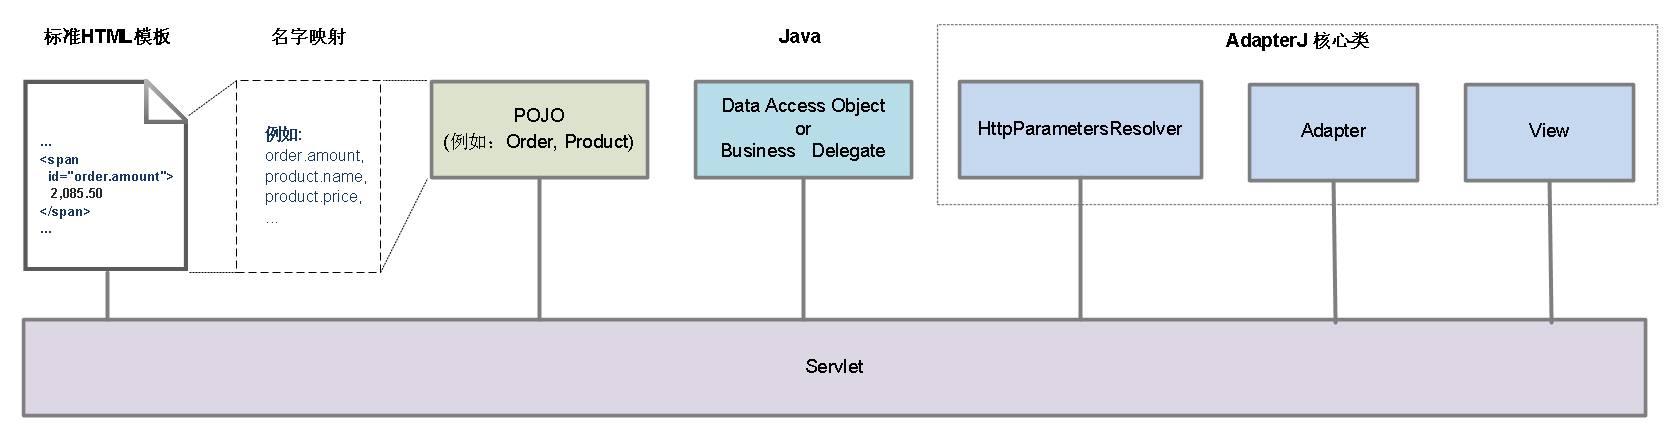 标准HTML模板
...
<span
id="order.amount">
2,085.50
</span>
...
名字映射
例如:
order.amount,
product.name,
product.price,
...
POJO
(例如：Order, Product)
Java
Data Access Object
or
Business Delegate
AdapterJ 核心类
HttpParametersResolver
Adapter
View
Servlet